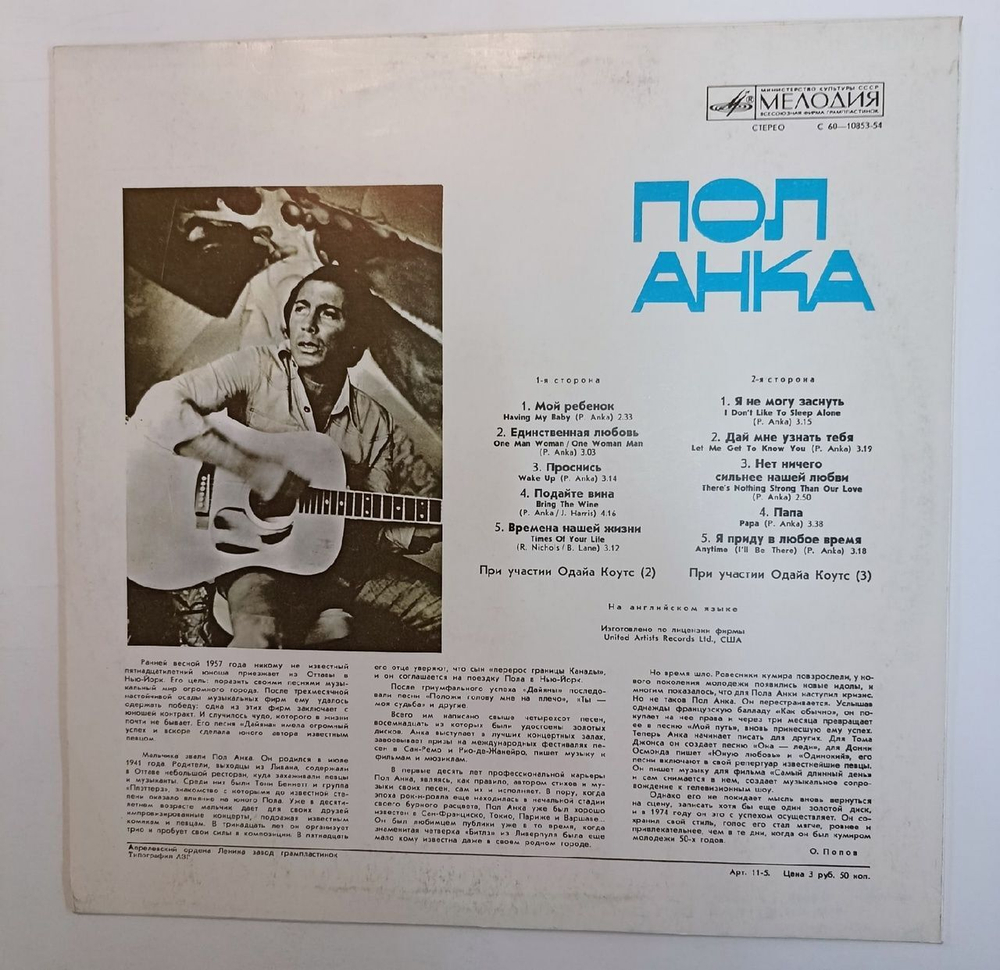 МИНИСТЕРСТВО КУЛЬТУРЫ СССР
МЕЛОДИЯ
ВСЕСОЮЗНАЯ ФИРМА ГРАМПЛАСТИНОК
СТЕРЕО С 60—10853-54
ПОЛ
АНКА
1-я сторона
1. Мой ребенок
Having My Baby (P. Anka) 2.33
2. Единственная любовь
One Man Woman/One Woman Man
(P. Anka) 3.03
3. Проснись
Wake Up (P. Anka) 3.14
4. Подайте вина
Bring The Wine
(P. Anka/J. Harris) 4.16
5. Времена нашей жизни
Times Of Your Life
(R. Nichols/B. Lane) 3.12
При участии Одайа Коутс (2)
2-я сторона
1. Я не могу заснуть
I Don't Like To Sleep Alone
(P. Anka) 3.15
2. Дай мне узнать тебя
Let Me Get To Know You (P. Anka) 3.19
3. Нет ничего
сильнее нашей любви
There's Nothing Strong Than Our Love
(P. Anka) 2.50
4. Папа
Papa (P. Anka) 3.38
5. Я приду в любое время
Anytime (I'll Be There) (P. Anka) 3.18
При участии Одайа Коутс (3)
На английском языке
Изготовлено по лицензии фирмы
United Artists Records Ltd., США
Ранней весной 1957 года никому не известный
пятнадцатилетний юноша приезжает из Оттавы в
Нью-Йорк. Его цель: поразить своими песнями музы-
кальный мир огромного города. После трехмесячной
настойчивой осады музыкальных фирм ему удалось
одержать победу: одна из этих фирм заключает с
юношей контракт. И случилось чудо, которого в жизни
почти не бывает. Его песня «Дайяна» имела огромный
успех и вскоре сделала юного автора известным
певцом.
Мальчика звали Пол Анка. Он родился в июле
1941 года Родители, выходцы из Ливана, содержали
в Оттаве небольшой ресторан, куда захаживали певцы
и музыканты. Среди них были Тони Беннетт и группа
«Плэттерз», знакомство с которыми до известной сте-
пени оказало влияние на юного Пола. Уже в десяти-
летнем возрасте мальчик дает для своих друзей
импровизированные концерты, подражая известным
комикам и певцам. В тринадцать лет он организует
трио и пробует свои силы в композиции. В пятнадцать
его отце уверяют, что сын «перерос границы Канады»,
и он соглашается на поездку Пола в Нью-Йорк.
После триумфального успеха «Дайяны» последо-
вали песни «Положи голову мне на плечо», «Ты —
моя судьба» и другие.
Всего им написано свыше четырехсот песен,
восемнадцать из которых были удостоены золотых
дисков. Анка выступает в лучших концертных залах,
завоевывает призы на международных фестивалях пе-
сен в Сан-Ремо и Рио-де-Жанейро, пишет музыку к
фильмам и мюзиклам.
В первые десять лет профессиональной карьеры
Пол Анка, являясь, как правило, автором стихов и му-
зыки своих песен, сам их и исполняет. В пору, когда
эпоха рок-н-ролла еще находилась в начальной стадии
своего бурного расцвета, Пол Анка уже был хорошо
известен в Сан-Франциско, Токио, Париже и Варшаве...
Он был любимцем публики уже в то время, когда
знаменитая четверка «Битлз» из Ливерпуля была еще
мало кому известна даже в своем родном городе.
Но время шло. Ровесники кумира повзрослели, у но-
вого поколения молодежи появились новые идолы, и
многим показалось, что для Пола Анки наступил кризис.
Но не таков Пол Анка. Он перестраивается. Услышав
однажды французскую балладу «Как обычно», он по-
купает на нее права и через три месяца превращает
ее в песню «Мой путь», вновь принесшую ему успех.
Теперь Анка начинает писать для других. Для Тома
Джонса он создает песню «Она — леди», для Донни
Осмонда пишет «Юную любовь» и «Одинокий», его
песни включают в свой репертуар известнейшие певцы.
Он пишет музыку для фильма «Самый длинный день»
и сам снимается в нем, создает музыкальное сопро-
вождение к телевизионным шоу.
Однако его не покидает мысль вновь вернуться
на сцену, записать хотя бы еще один золотой диск,
и в 1974 году он это с успехом осуществляет. Он со-
хранил свой стиль, голос его стал мягче, ровнее и
привлекательнее, чем в те дни, когда он был кумиром
молодежи 50-х годов.
О. Попов
Апрелевский ордена Ленина завод грампластинок
Типография АЗГ
Арт. 11-5. Цена 3 руб. 50 коп.